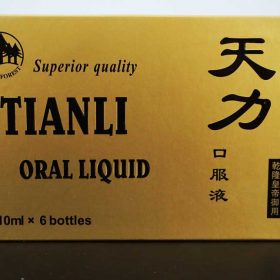 FOREST
Superior quality
TIANLI
ORAL LIQUID
10ml × 6 bottles
天力
口服液
乾隆皇帝御用